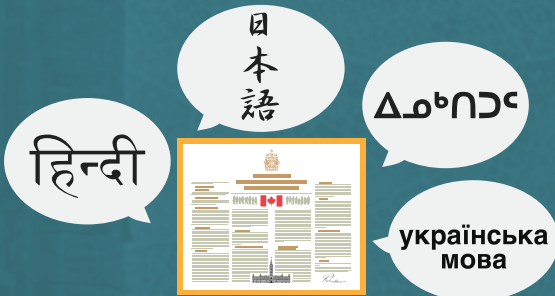 हिन्दी
日本語
ᐃᓄᒃᑎᑐᑦ
українська
мова